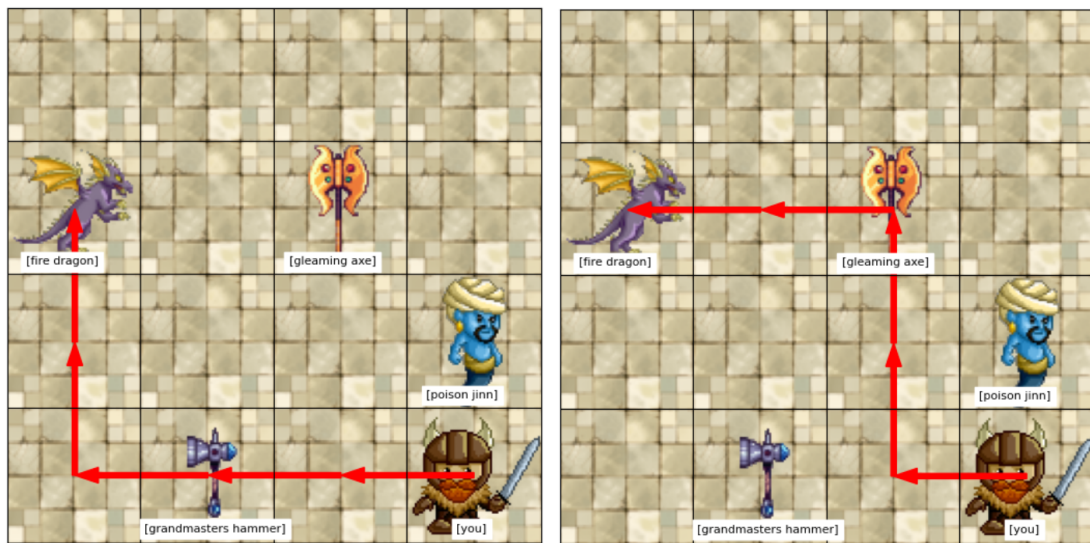 [fire dragon]
[gleaming axe]
[poison jinn]
[grandmasters hammer]
[you]
[fire dragon]
[gleaming axe]
[poison jinn]
[grandmasters hammer]
[you]